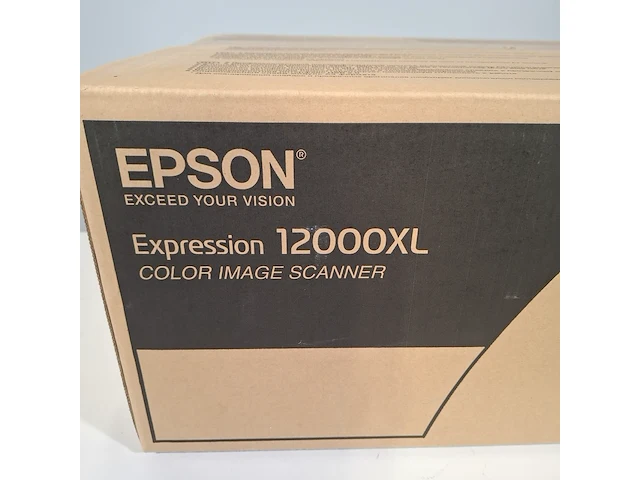 EPSON®
EXCEED YOUR VISION
Expression 12000XL
COLOR IMAGE SCANNER